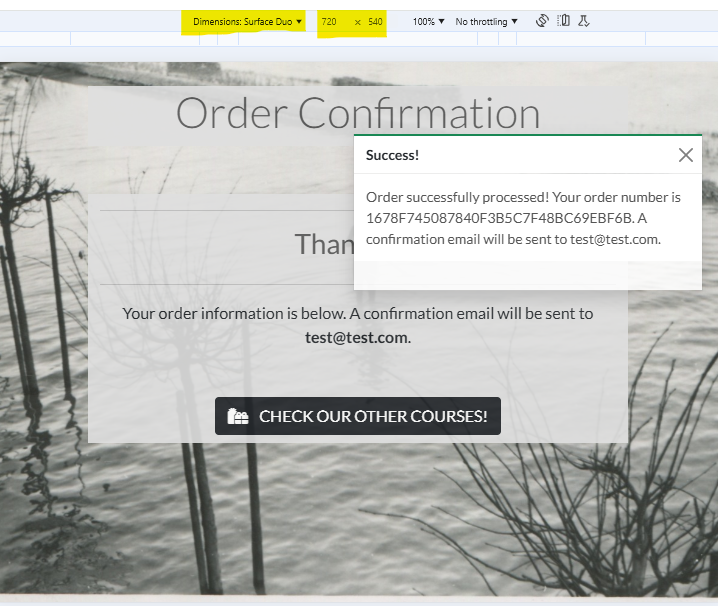 Dimensions: Surface Duo ▼ 720 x 540 100% ▼ No throttling ▼
Order Confirmation
Success!
Order successfully processed! Your order number is
1678F745087840F3B5C7F48BC69EBF6B. A
confirmation email will be sent to test@test.com.
Than
Your order information is below. A confirmation email will be sent to
test@test.com.
CHECK OUR OTHER COURSES!